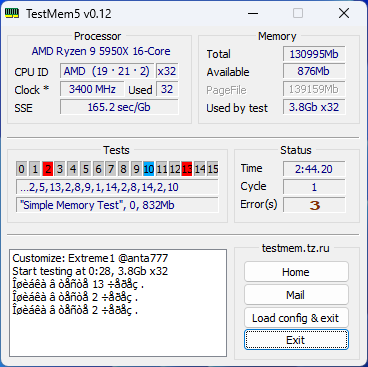 TestMem5 v0.12
Processor
AMD Ryzen 9 5950X 16-Core
CPU ID AMD (19 · 21 · 2) x32
Clock * 3400 MHz Used 32
SSE 165.2 sec/Gb
Memory
Total 130995Mb
Available 876Mb
PageFile 139159Mb
Used by test 3.8Gb x32
Tests
0 1 2 3 4 5 6 7 8 9 10 11 12 13 14 15
...2,5,13,2,8,9,1,14,2,8,14,2,10
"Simple Memory Test", 0, 832Mb
Status
Time 2:44.20
Cycle 1
Error(s) 3
Customize: Extreme1 @anta777
Start testing at 0:28, 3.8Gb x32
Îøèáêà â òåñòå 13 ÷åðåç .
Îøèáêà â òåñòå 2 ÷åðåç .
Îøèáêà â òåñòå 2 ÷åðåç .
testmem.tz.ru
Home
Mail
Load config & exit
Exit